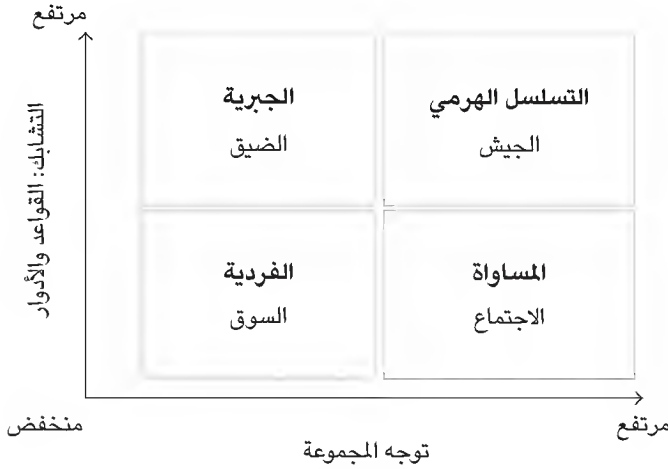 مرتفع
التشابك: القواعد والأدوار
التسلسل الهرمي
الجيش
الجبرية
الضيق
المساواة
الاجتماع
الفردية
السوق
مرتفع
منخفض
توجه المجموعة